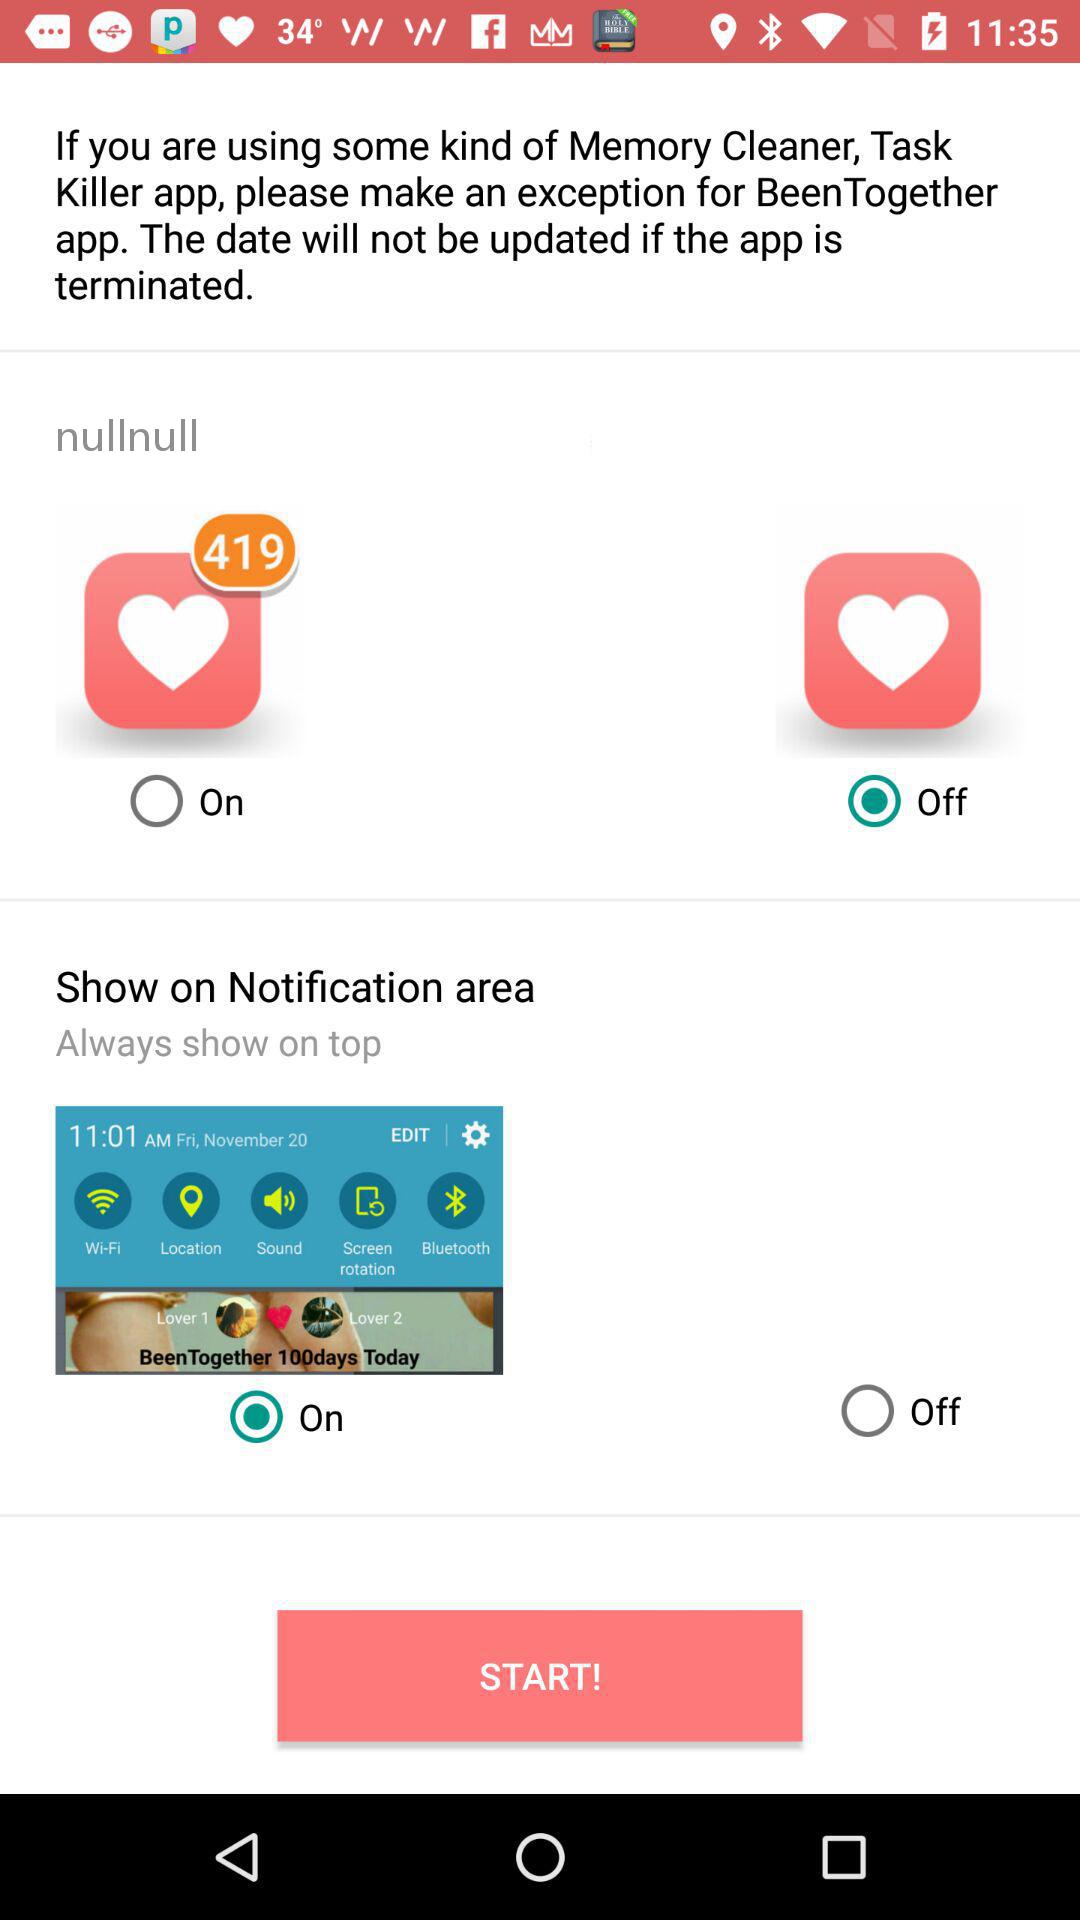 34° 11:35
If you are using some kind of Memory Cleaner, Task
Killer app, please make an exception for BeenTogether
app. The date will not be updated if the app is
terminated.
nullnull
419
On Off
Show on Notification area
Always show on top
11:01 AM Fri, November 20 EDIT
Wi-Fi Location Sound Screen rotation Bluetooth
Lover 1 Lover 2
BeenTogether 100days Today
On Off
START!